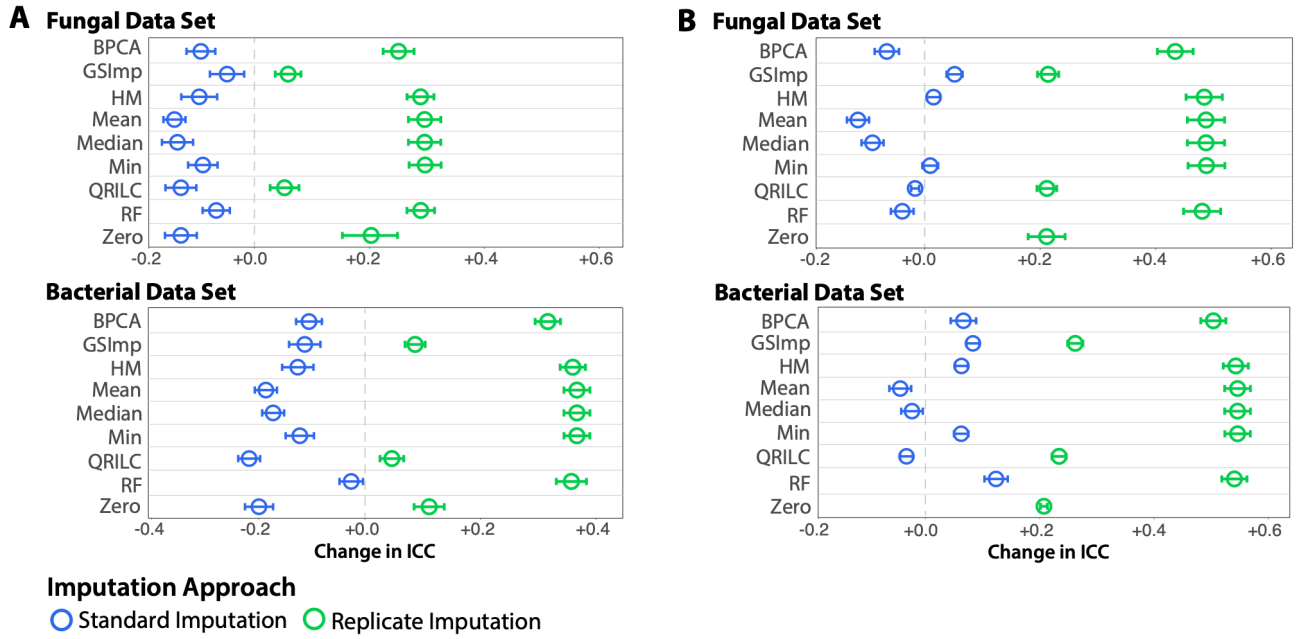 A
Fungal Data Set
BPCA
GSImp
HM
Mean
Median
Min
QRILC
RF
Zero
-0.2 +0.0 +0.2 +0.4 +0.6
Bacterial Data Set
BPCA
GSImp
HM
Mean
Median
Min
QRILC
RF
Zero
-0.4 -0.2 +0.0 +0.2 +0.4
Change in ICC
B
Fungal Data Set
BPCA
GSImp
HM
Mean
Median
Min
QRILC
RF
Zero
-0.2 +0.0 +0.2 +0.4 +0.6
Bacterial Data Set
BPCA
GSImp
HM
Mean
Median
Min
QRILC
RF
Zero
-0.2 +0.0 +0.2 +0.4 +0.6
Change in ICC
Imputation Approach
Standard Imputation Replicate Imputation